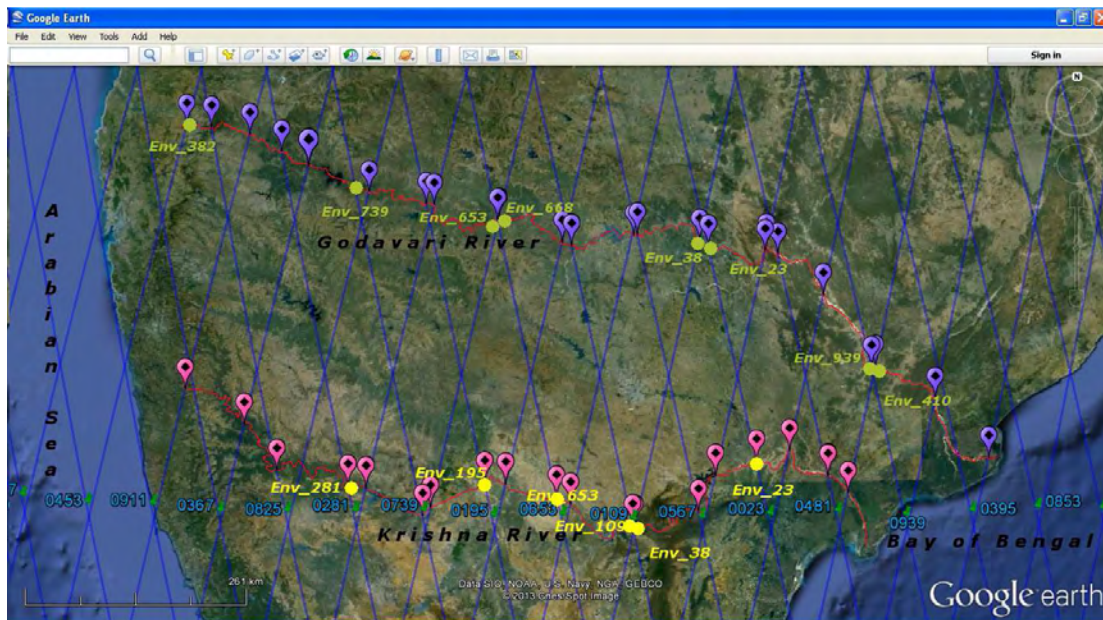 Google Earth
File Edit View Tools Add Help
Sign in
N
Env_382
Env_739
Env_653
Env_668
Godavari River
Env_38
Env_23
Arabian Sea
Env_939
Env_410
Env_195
Env_281
Env_653
Env_23
Env_109
Env_38
Krishna River
7 0453 0911 0367 0825 0281 0739 0195 0653 0109 0567 0023 0481 0939 0395 0853
Bay of Bengal
261 km
Data SIO, NOAA, U.S. Navy, NGA, GEBCO
© 2013 Cnes/Spot Image
Google earth